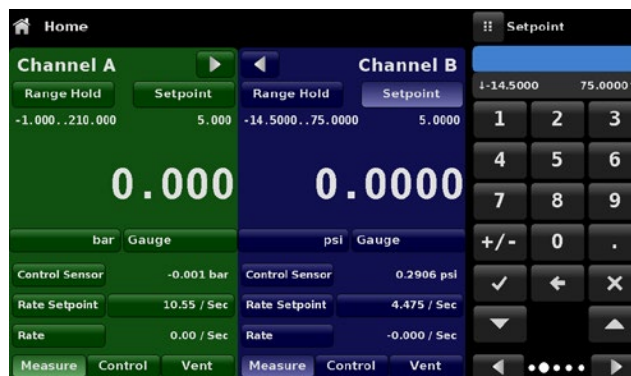 Home
Setpoint
Channel A
Channel B
Range Hold Setpoint
Range Hold Setpoint
-1.000..210.000 5.000
-14.5000..75.0000 5.0000
0.000
0.0000
bar Gauge
psi Gauge
Control Sensor -0.001 bar
Control Sensor 0.2906 psi
Rate Setpoint 10.55 / Sec
Rate Setpoint 4.475 / Sec
Rate 0.00 / Sec
Rate -0.000 / Sec
Measure Control Vent
Measure Control Vent
↓-14.5000 75.0000↑
1 2 3
4 5 6
7 8 9
+/- 0 .